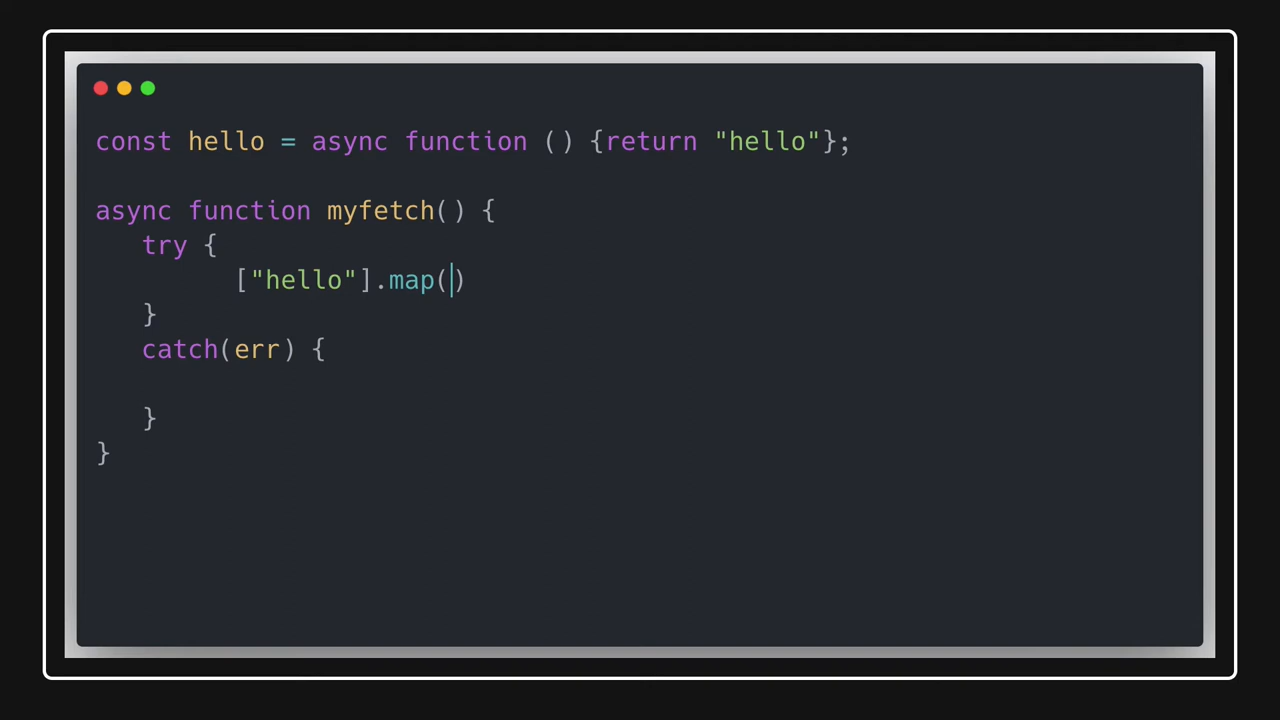 const hello = async function () {return "hello"};
async function myfetch() {
try {
["hello"].map()
}
catch(err) {
}
}